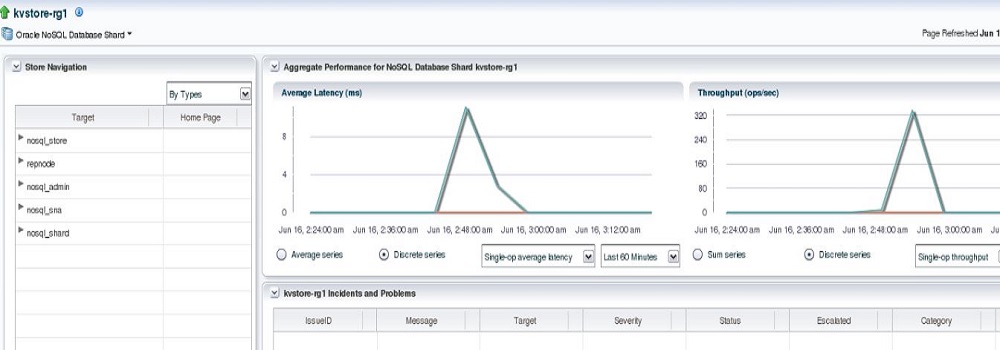 kvstore-rg1
Oracle NoSQL Database Shard
Page Refreshed Jun 1
Store Navigation
By Types
Target Home Page
nosql_store
repnode
nosql_admin
nosql_sna
nosql_shard
Aggregate Performance for NoSQL Database Shard kvstore-rg1
Average Latency (ms)
8
4
0
Jun 16, 2:24:00 am Jun 16, 2:36:00 am Jun 16, 2:48:00 am Jun 16, 3:00:00 am Jun 16, 3:12:00 am
Average series Discrete series Single-op average latency Last 60 Minutes
Throughput (ops/sec)
320
240
160
80
0
Jun 16, 2:24:00 am Jun 16, 2:36:00 am Jun 16, 2:48:00 am Jun 16, 3:00:00 am
Sum series Discrete series Single-op throughput
kvstore-rg1 Incidents and Problems
IssueID Message Target Severity Status Escalated Category